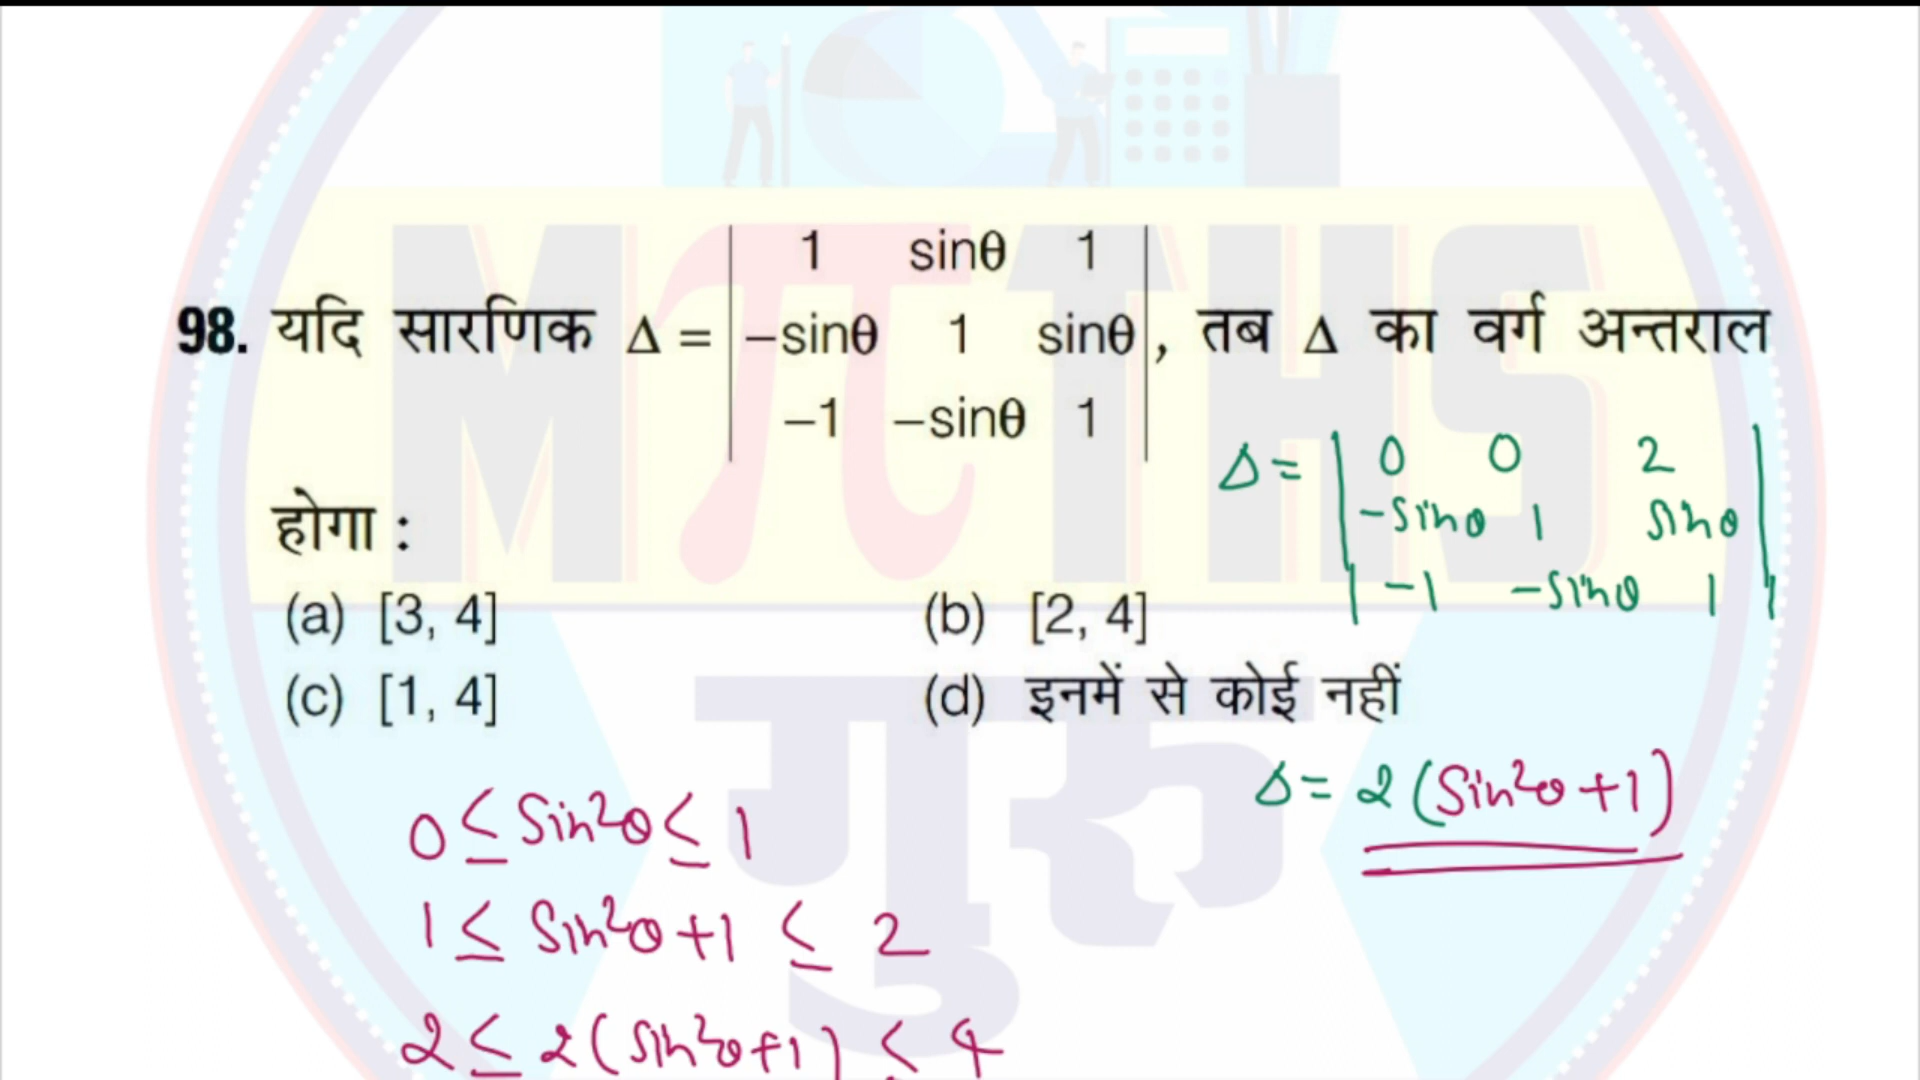 1 sinθ 1
98. यदि सारणिक Δ = −sinθ 1 sinθ , तब Δ का वर्ग अन्तराल
−1 −sinθ 1
होगा :
Δ = | 0 0 2 |
-sinθ 1 sinθ
-1 -sinθ 1
(a) [3, 4] (b) [2, 4]
(c) [1, 4] (d) इनमें से कोई नहीं
Δ = 2 (Sin²θ + 1)
0 ≤ Sin²θ ≤ 1
1 ≤ Sin²θ + 1 ≤ 2
2 ≤ 2 (Sin²θ + 1) ≤ 4
MπTHS
गुरु